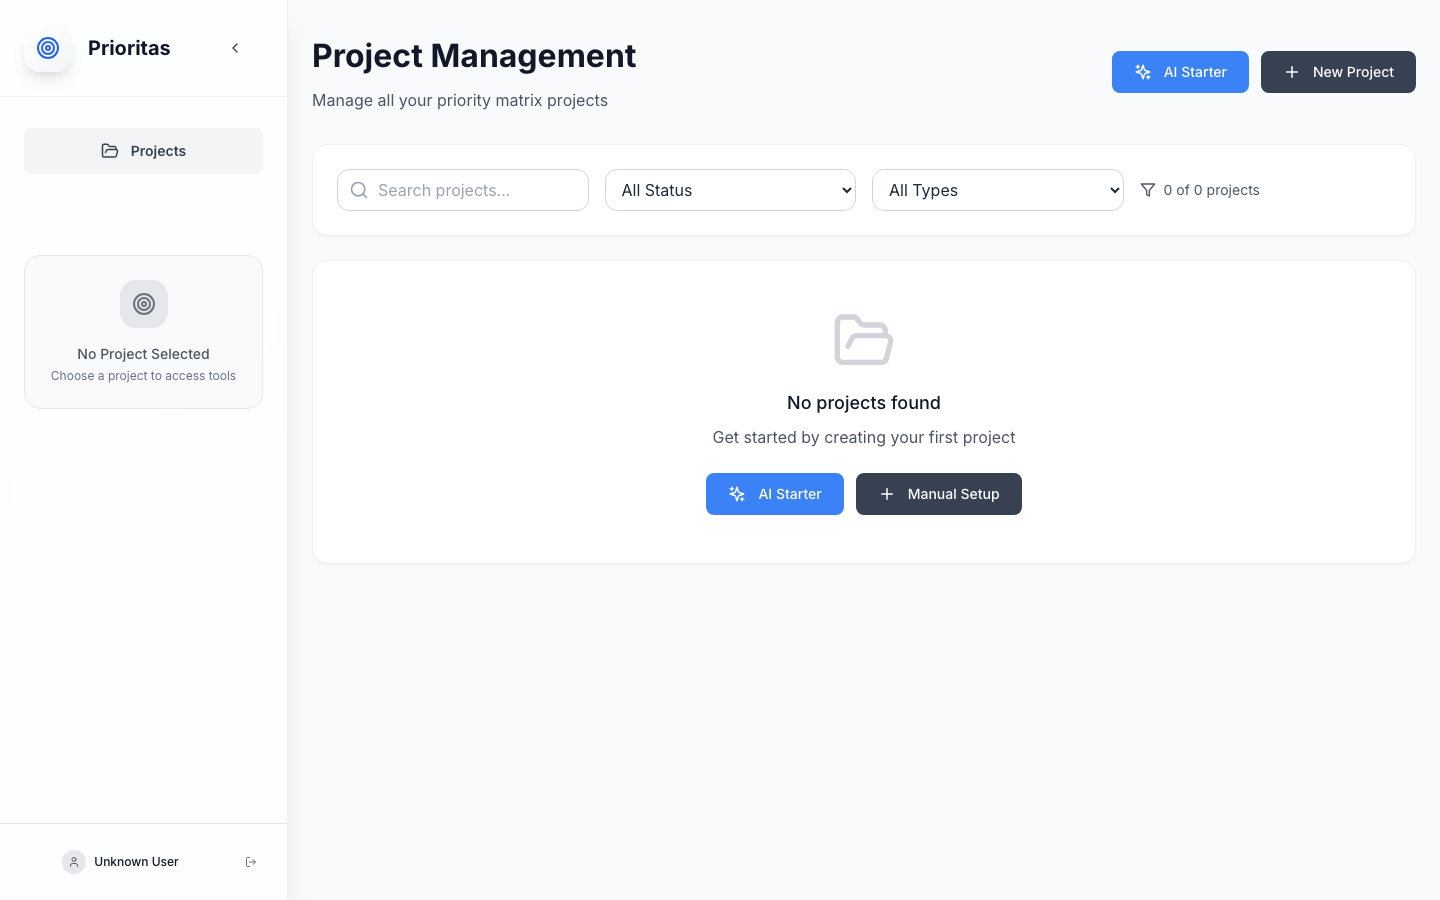 Prioritas
Projects
No Project Selected
Choose a project to access tools
Unknown User
Project Management
Manage all your priority matrix projects
AI Starter
New Project
Search projects...
All Status
All Types
0 of 0 projects
No projects found
Get started by creating your first project
AI Starter
Manual Setup